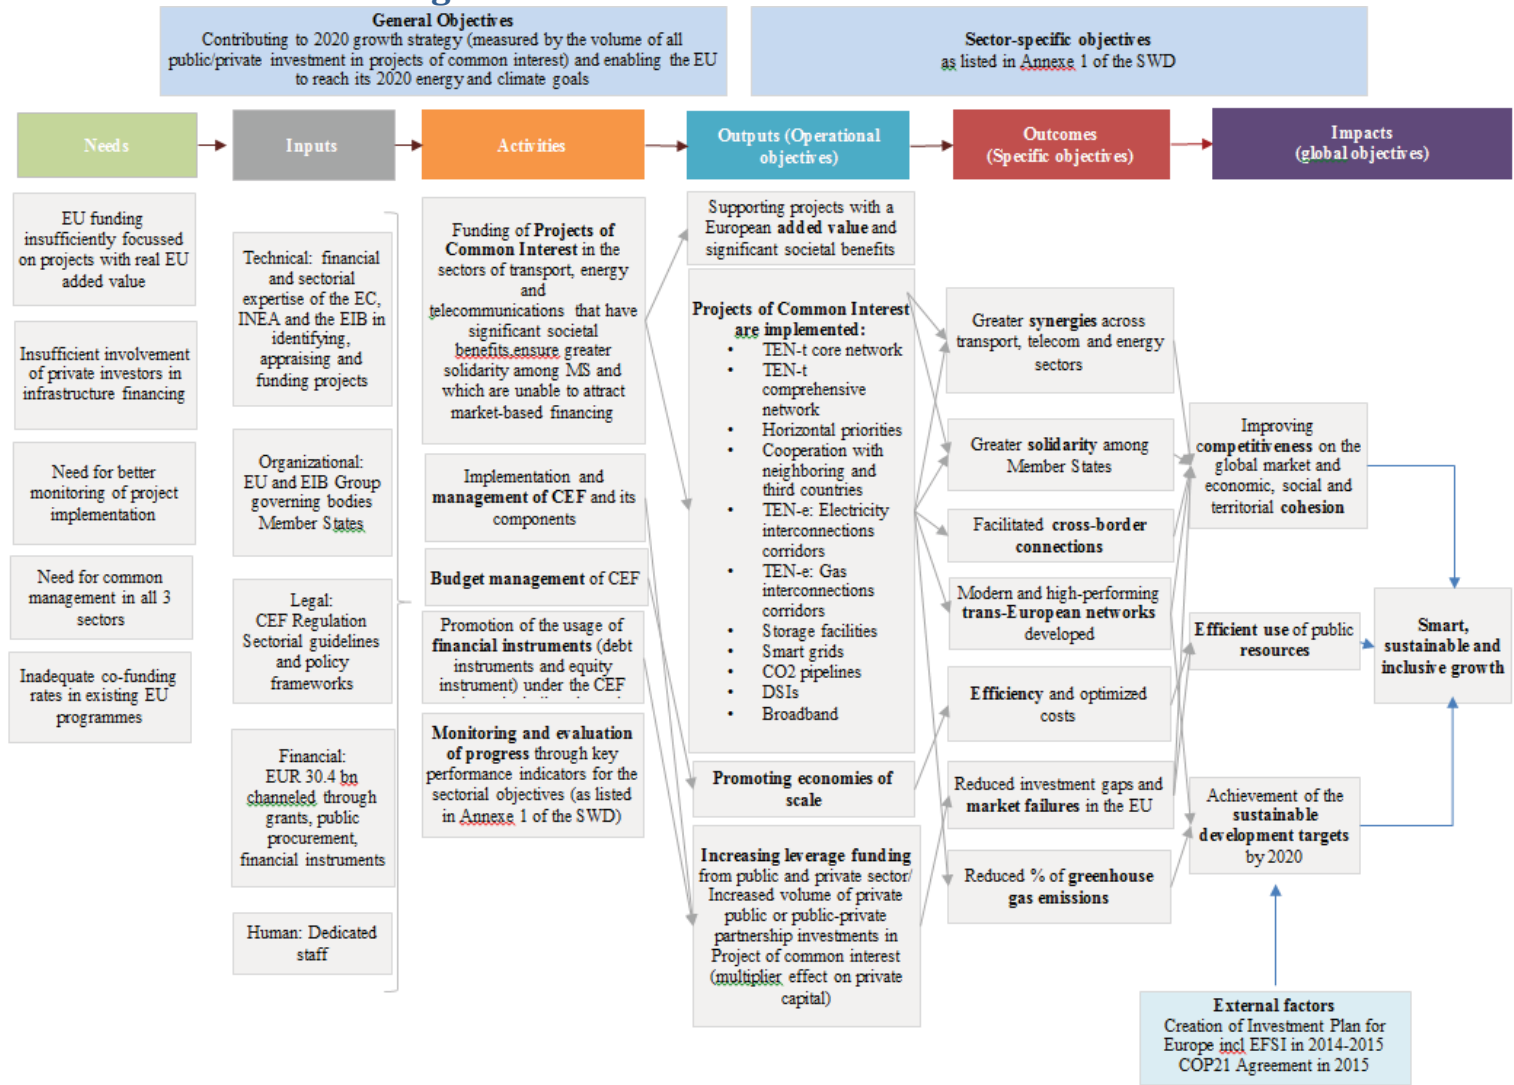 General Objectives
Contributing to 2020 growth strategy (measured by the volume of all
public/private investment in projects of common interest) and enabling the EU
to reach its 2020 energy and climate goals
Sector-specific objectives
as listed in Annexe 1 of the SWD
Needs
Inputs
Activities
Outputs (Operational
objectives)
Outcomes
(Specific objectives)
Impacts
(global objectives)
EU funding
insufficiently focussed
on projects with real EU
added value
Insufficient involvement
of private investors in
infrastructure financing
Need for better
monitoring of project
implementation
Need for common
management in all 3
sectors
Inadequate co-funding
rates in existing EU
programmes
Technical: financial
and sectorial
expertise of the EC,
INEA and the EIB in
identifying,
appraising and
funding projects
Organizational:
EU and EIB Group
governing bodies
Member States
Legal:
CEF Regulation
Sectorial guidelines
and policy
frameworks
Financial:
EUR 30.4 bn
channeled through
grants, public
procurement,
financial instruments
Human: Dedicated
staff
Funding of Projects of
Common Interest in the
sectors of transport, energy
and
telecommunications that have
significant societal
benefits,ensure greater
solidarity among MS and
which are unable to attract
market-based financing
Implementation and
management of CEF and its
components
Budget management of CEF
Promotion of the usage of
financial instruments (debt
instruments and equity
instrument) under the CEF
Monitoring and evaluation
of progress through key
performance indicators for the
sectorial objectives (as listed
in Annexe 1 of the SWD)
Supporting projects with a
European added value and
significant societal benefits
Projects of Common Interest
are implemented:
• TEN-t core network
• TEN-t
comprehensive
network
• Horizontal priorities
• Cooperation with
neighboring and
third countries
• TEN-e: Electricity
interconnections
corridors
• TEN-e: Gas
interconnections
corridors
• Storage facilities
• Smart grids
• CO2 pipelines
• DSIs
• Broadband
Promoting economies of
scale
Increasing leverage funding
from public and private sector/
Increased volume of private
public or public-private
partnership investments in
Project of common interest
(multiplier effect on private
capital)
Greater synergies across
transport, telecom and energy
sectors
Greater solidarity among
Member States
Facilitated cross-border
connections
Modern and high-performing
trans-European networks
developed
Efficiency and optimized
costs
Reduced investment gaps and
market failures in the EU
Reduced % of greenhouse
gas emissions
Improving
competitiveness on the
global market and
economic, social and
territorial cohesion
Efficient use of public
resources
Achievement of the
sustainable
development targets
by 2020
Smart,
sustainable and
inclusive growth
External factors
Creation of Investment Plan for
Europe incl EFSI in 2014-2015
COP21 Agreement in 2015